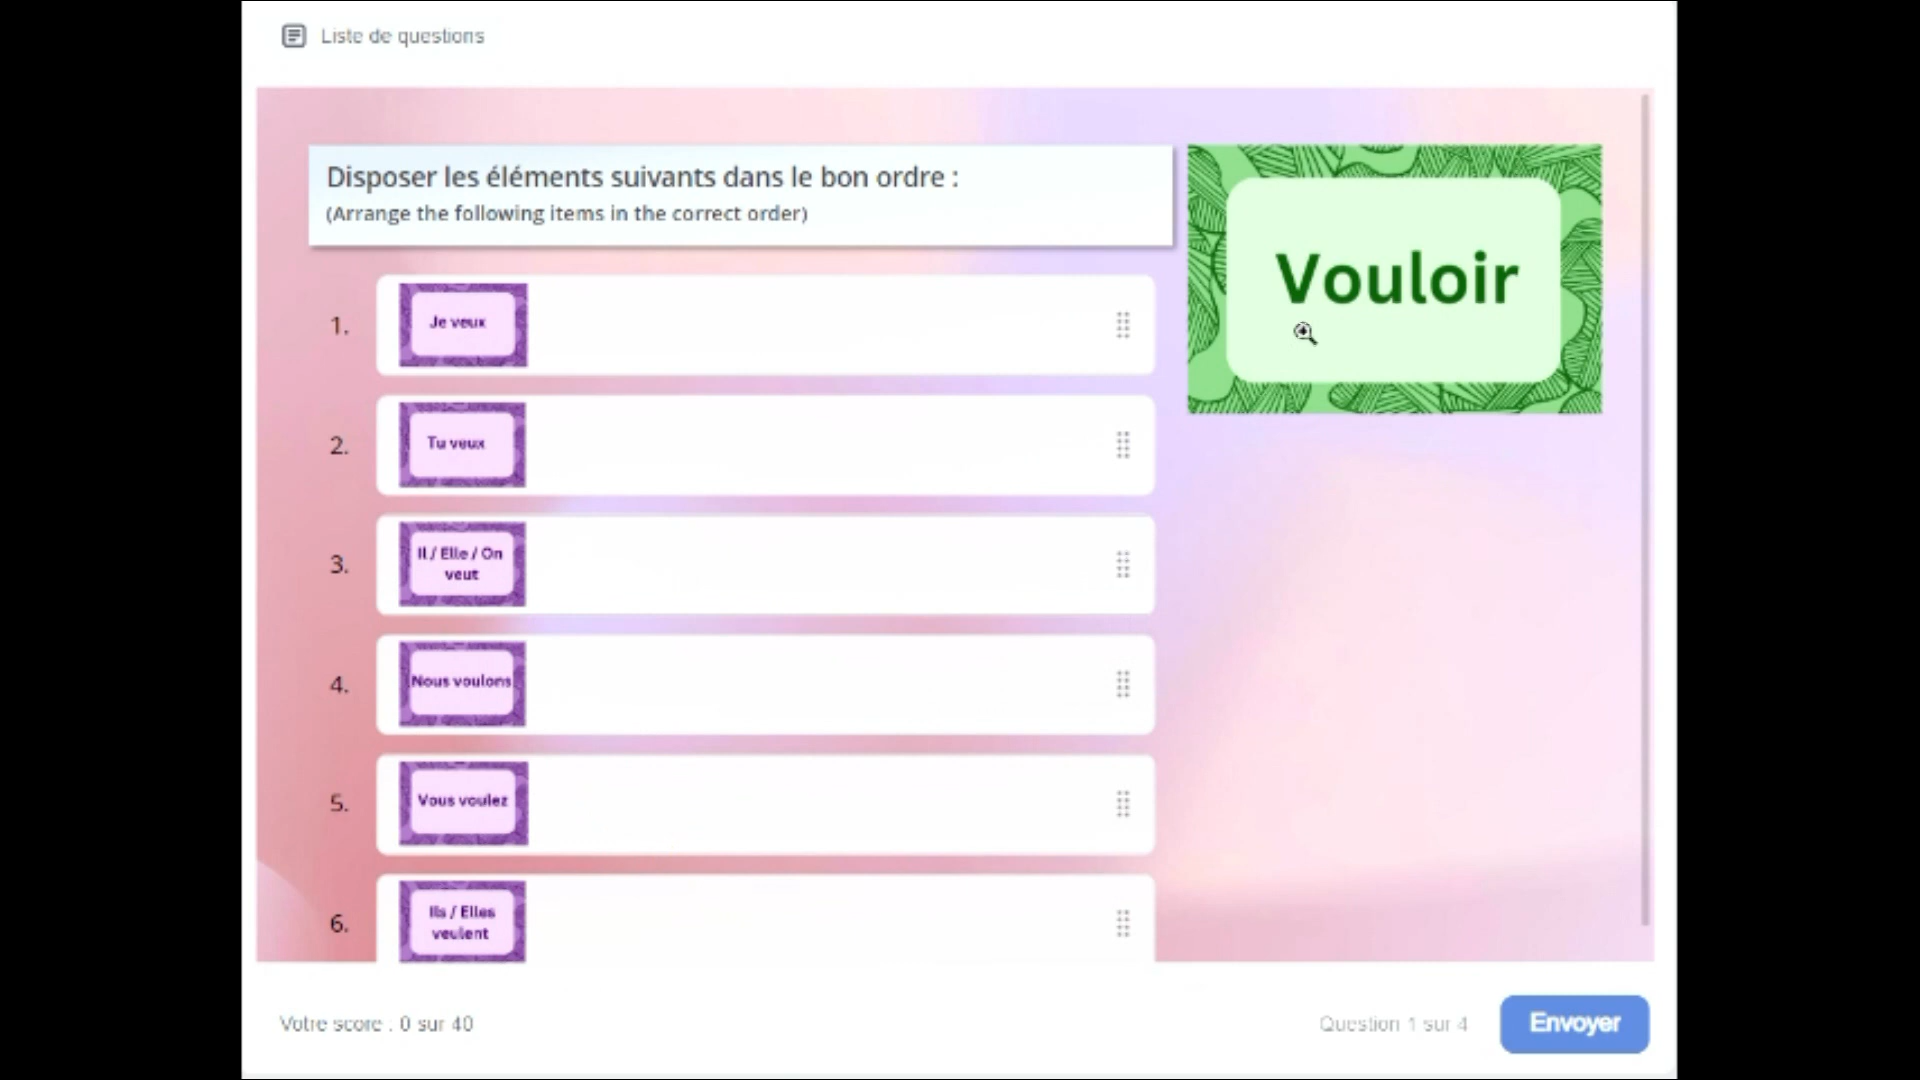 Liste de questions
Disposer les éléments suivants dans le bon ordre :
(Arrange the following items in the correct order)
Vouloir
1.
Je veux
2.
Tu veux
3.
Il / Elle / On
veut
4.
Nous voulons
5.
Vous voulez
6.
Ils / Elles
veulent
Votre score : 0 sur 40
Question 1 sur 4
Envoyer